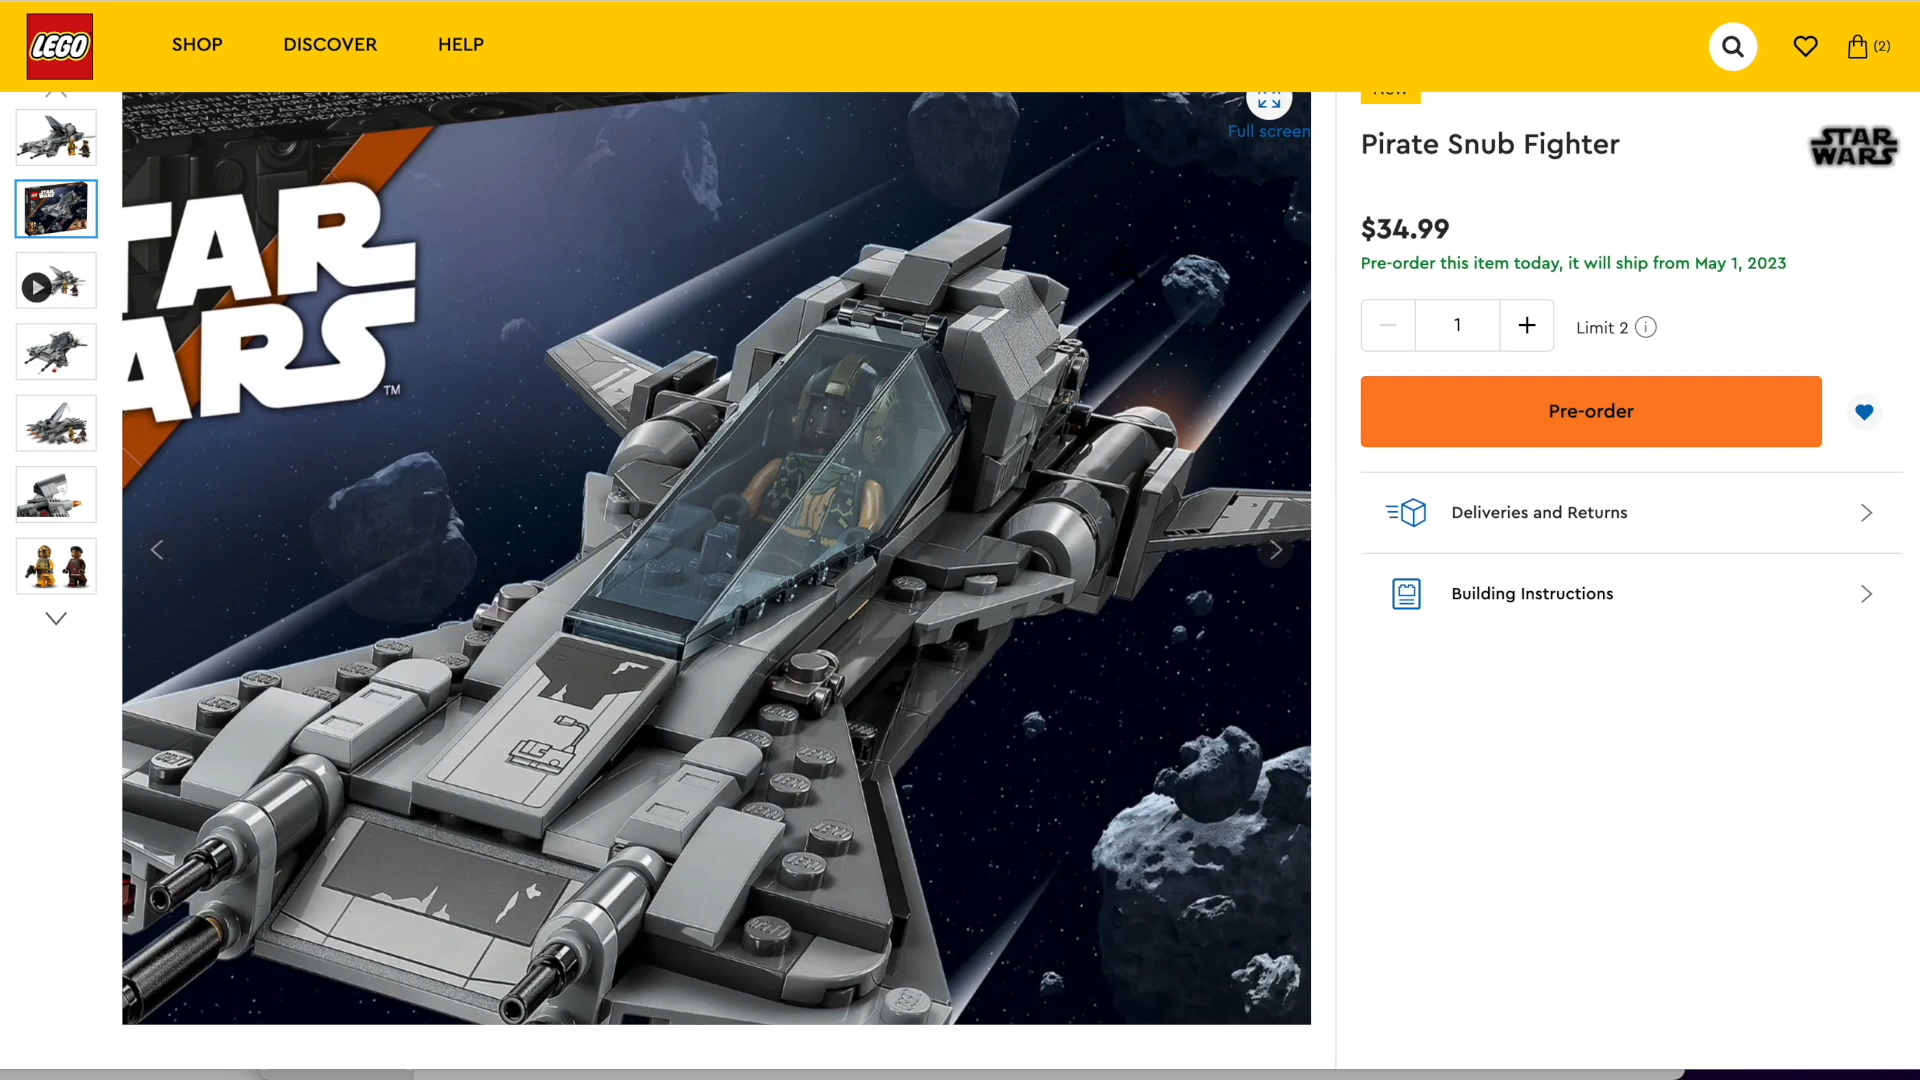 LEGO
SHOP
DISCOVER
HELP
(2)
New
Full screen
Pirate Snub Fighter
STAR
WARS
$34.99
Pre-order this item today, it will ship from May 1, 2023
1
Limit 2
Pre-order
Deliveries and Returns
Building Instructions
TAR
ARS
TM